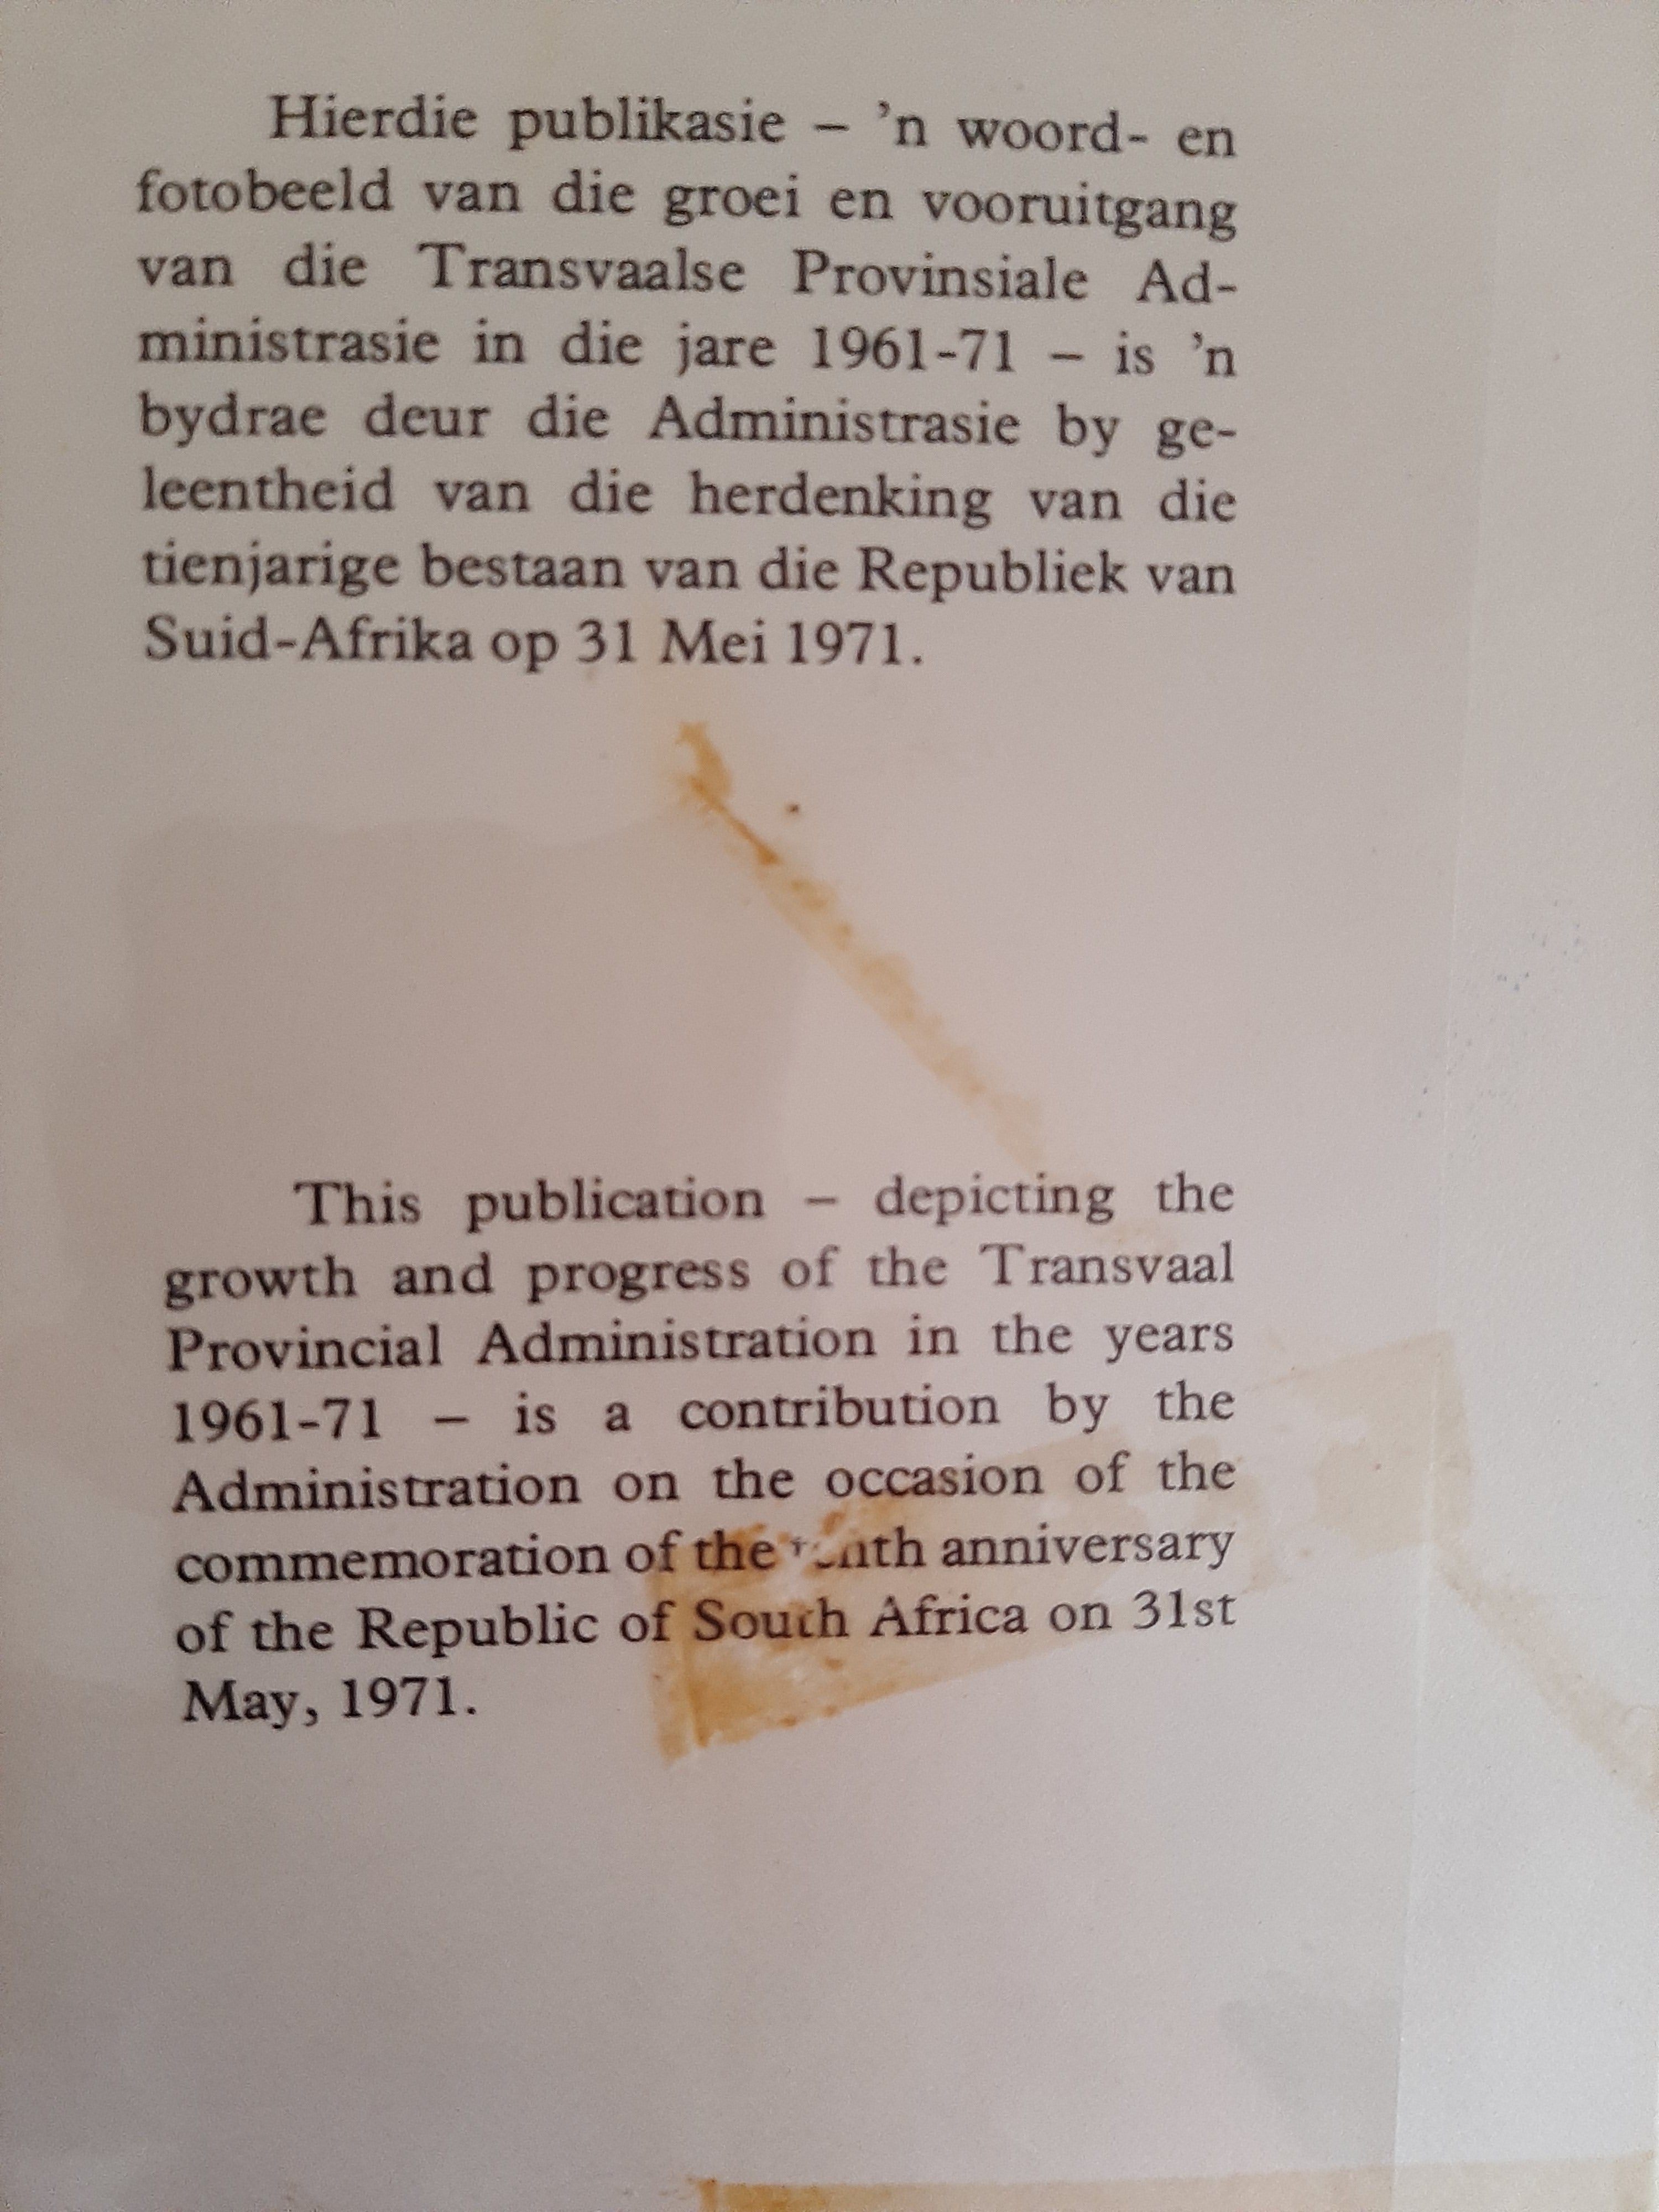 Hierdie publikasie – 'n woord- en
fotobeeld van die groei en vooruitgang
van die Transvaalse Provinsiale Ad-
ministrasie in die jare 1961-71 – is 'n
bydrae deur die Administrasie by ge-
leentheid van die herdenking van die
tienjarige bestaan van die Republiek van
Suid-Afrika op 31 Mei 1971.
This publication – depicting the
growth and progress of the Transvaal
Provincial Administration in the years
1961-71 – is a contribution by the
Administration on the occasion of the
commemoration of the tenth anniversary
of the Republic of South Africa on 31st
May, 1971.